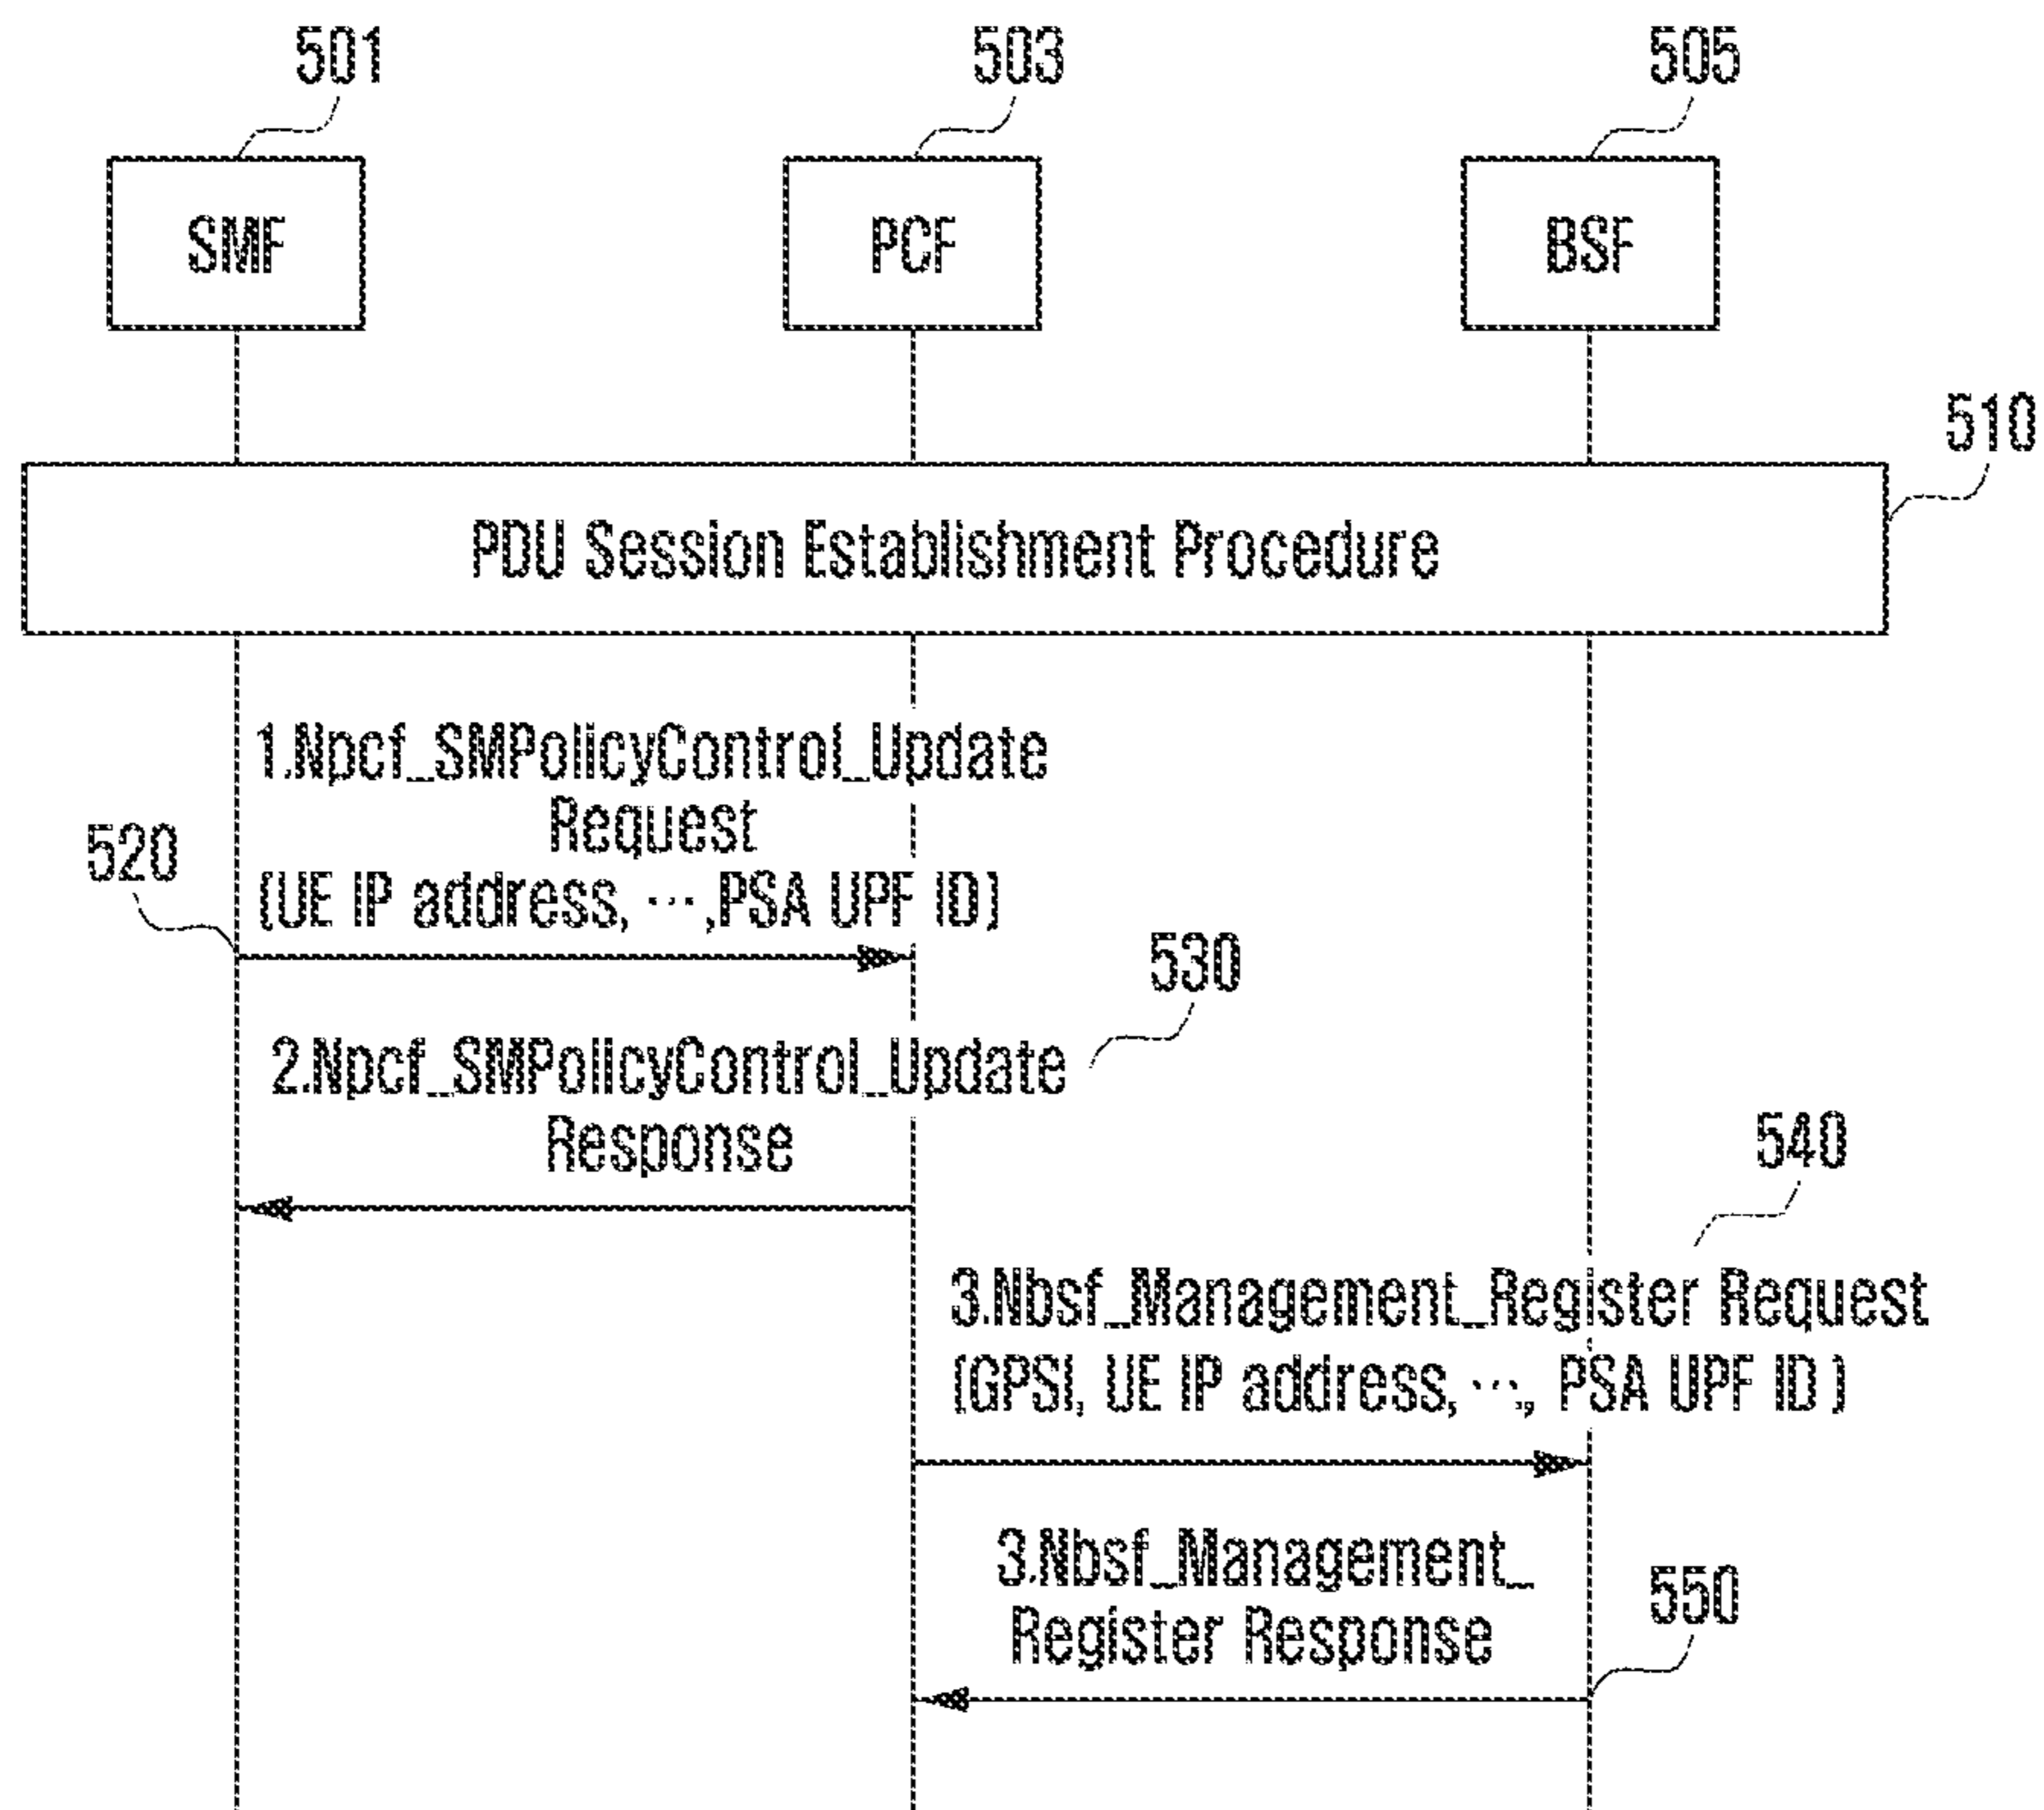 501
503
505
SMF
PCF
BSF
510
PDU Session Establishment Procedure
1.Npcf_SMPolicyControl_Update
Request
(UE IP address, ···,PSA UPF ID)
520
530
2.Npcf_SMPolicyControl_Update
Response
540
3.Nbsf_Management_Register Request
(GPSI, UE IP address, ···, PSA UPF ID )
3.Nbsf_Management_
Register Response
550